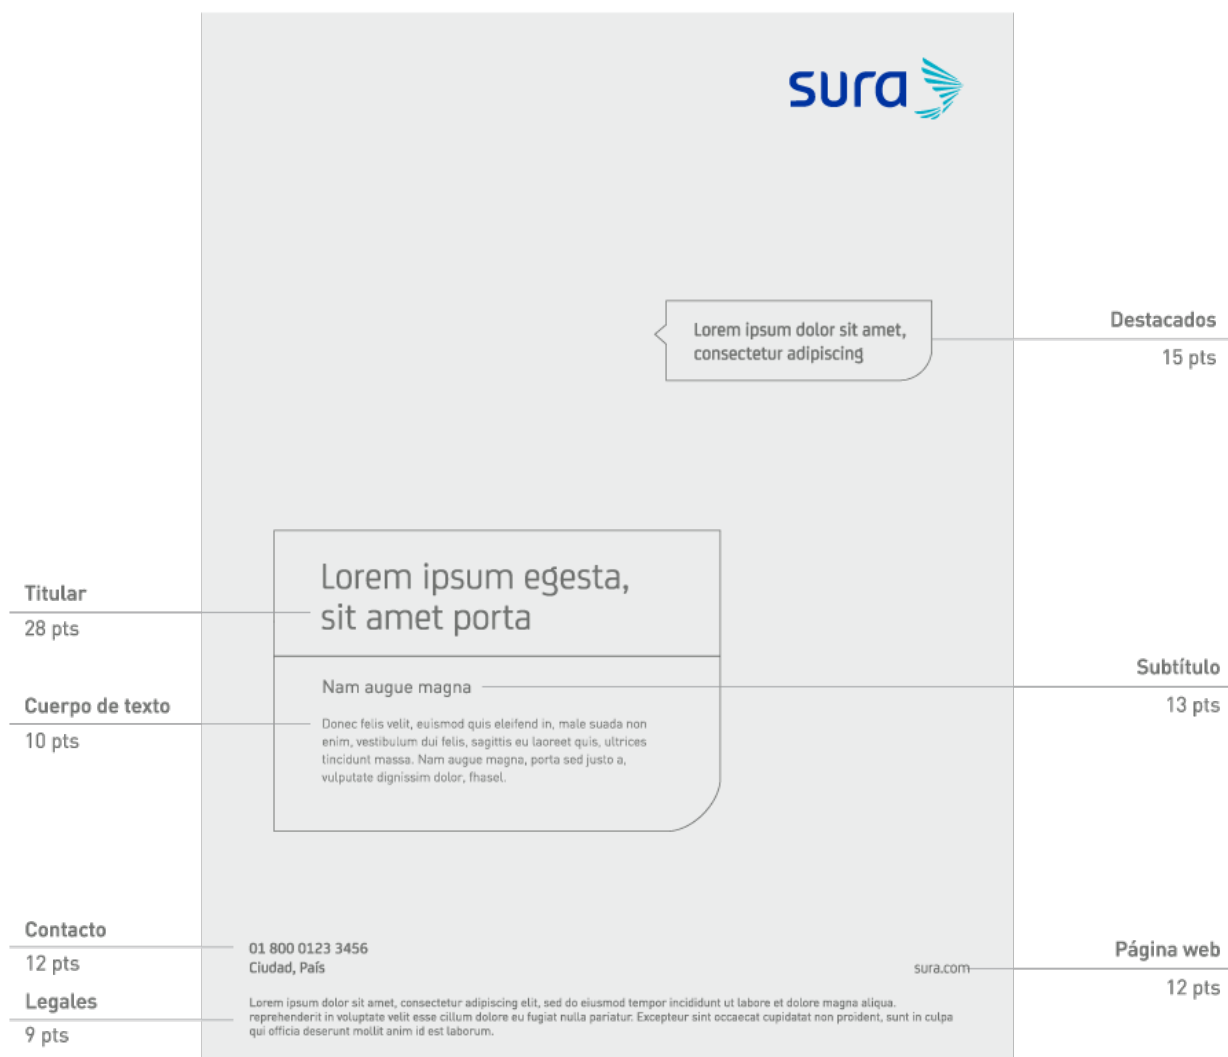 sura
Lorem ipsum dolor sit amet,
consectetur adipiscing
Destacados
15 pts
Titular
28 pts
Lorem ipsum egesta,
sit amet porta
Nam augue magna
Subtítulo
13 pts
Cuerpo de texto
10 pts
Donec felis velit, euismod quis eleifend in, male suada non
enim, vestibulum dui felis, sagittis eu laoreet quis, ultrices
tincidunt massa. Nam augue magna, porta sed justo a,
vulputate dignissim dolor, fhasel.
Contacto
12 pts
01 800 0123 3456
Ciudad, País
sura.com
Página web
12 pts
Legales
9 pts
Lorem ipsum dolor sit amet, consectetur adipiscing elit, sed do eiusmod tempor incididunt ut labore et dolore magna aliqua.
reprehenderit in voluptate velit esse cillum dolore eu fugiat nulla pariatur. Excepteur sint occaecat cupidatat non proident, sunt in culpa
qui officia deserunt mollit anim id est laborum.